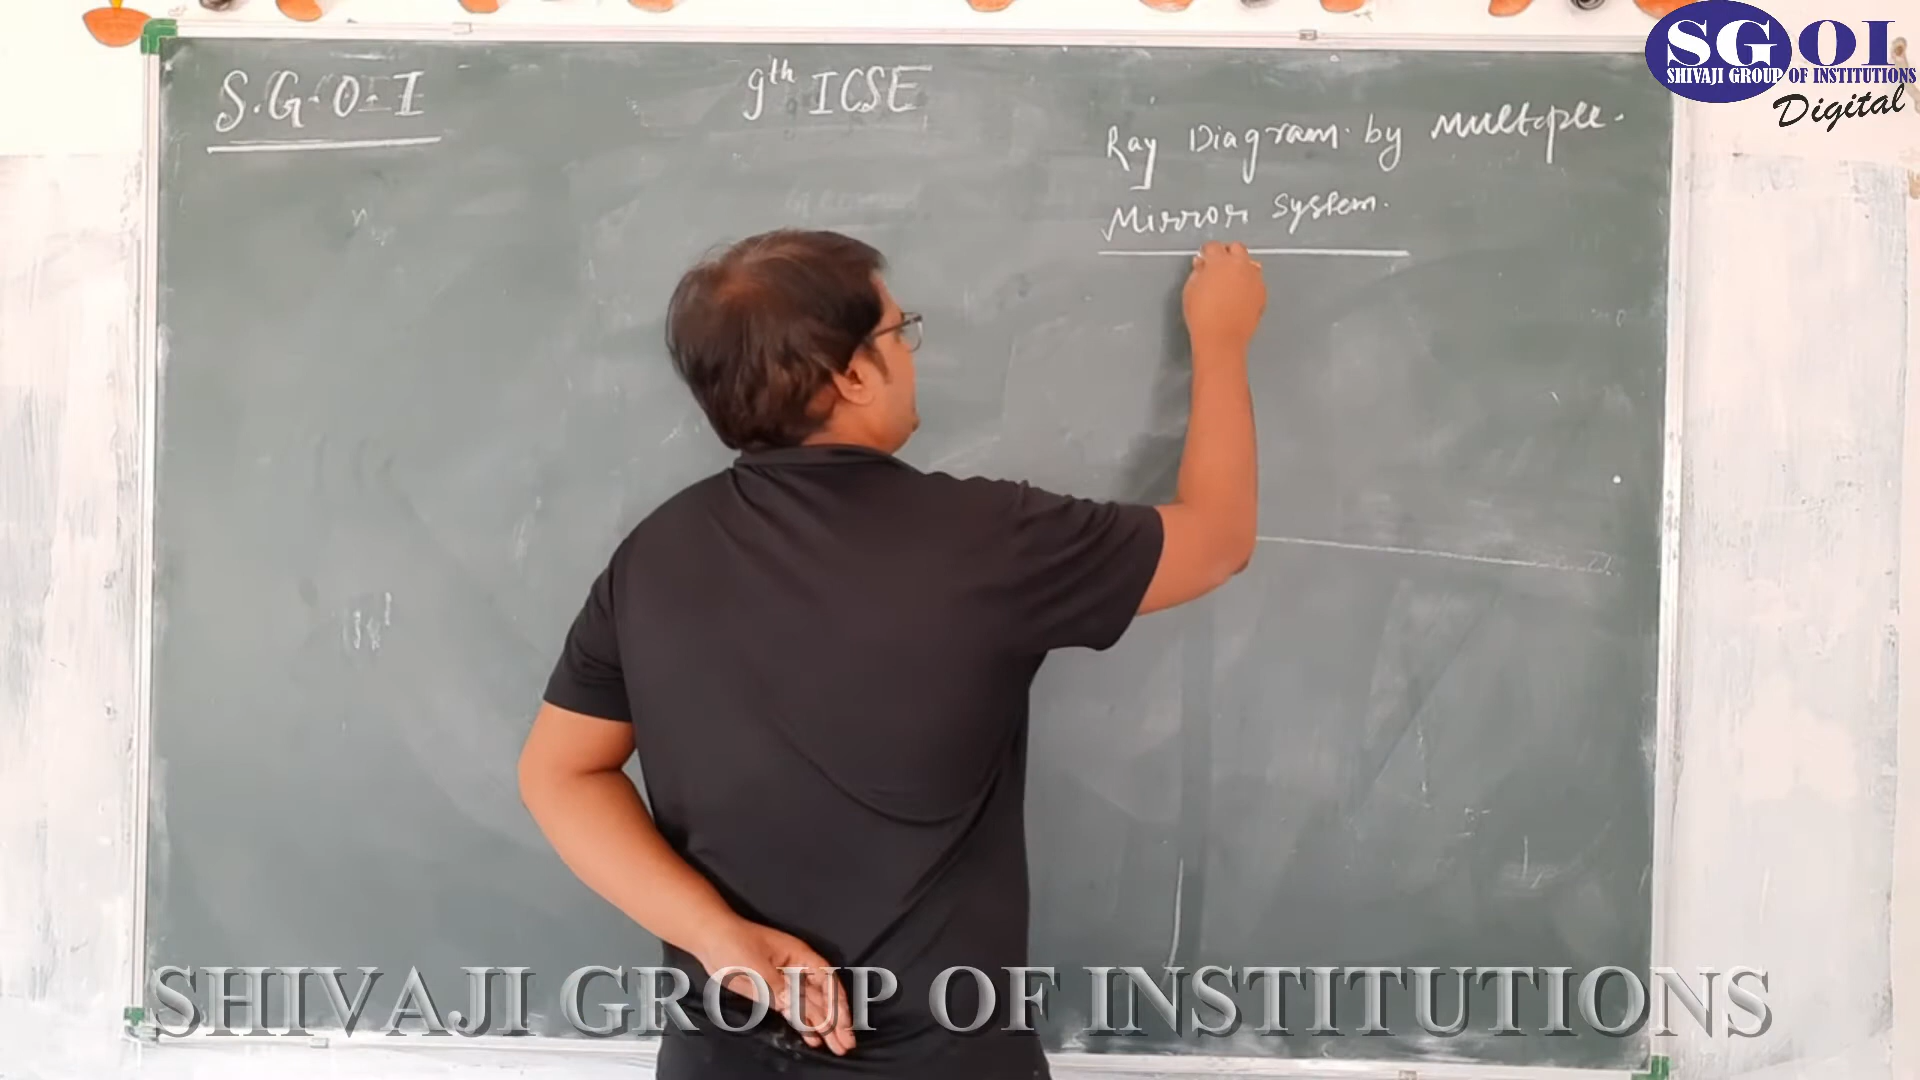 S.G.O.I
9th ICSE
Ray Diagram by Multiple.
Mirror System.
SGOI
SHIVAJI GROUP OF INSTITUTIONS
Digital
SHIVAJI GROUP OF INSTITUTIONS